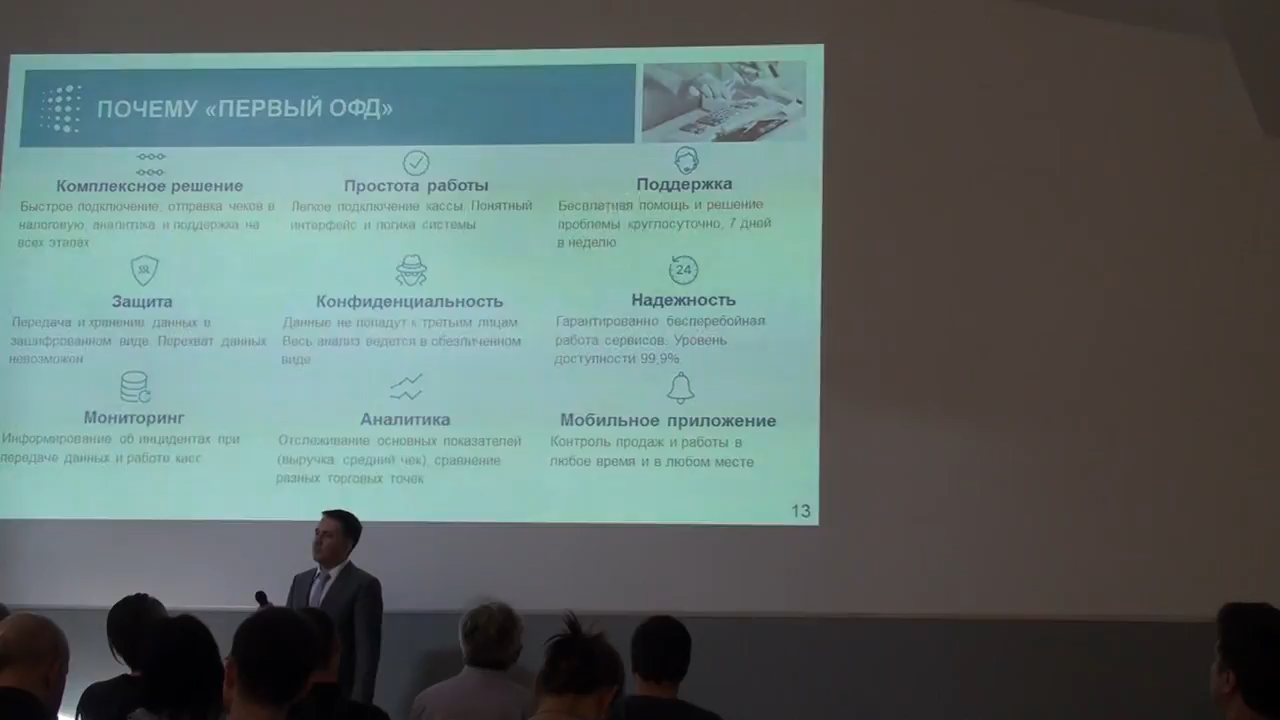 ПОЧЕМУ «ПЕРВЫЙ ОФД»
Комплексное решение
Быстрое подключение, отправка чеков в
налоговую, аналитика и поддержка на
всех этапах
Простота работы
Легкое подключение кассы. Понятный
интерфейс и логика системы
Поддержка
Бесплатная помощь и решение
проблемы круглосуточно, 7 дней
в неделю
Защита
Передача и хранение данных в
зашифрованном виде. Перехват данных
невозможен
Конфиденциальность
Данные не попадут к третьим лицам.
Весь анализ ведется в обезличенном
виде
24
Надежность
Гарантированно бесперебойная
работа сервисов. Уровень
доступности 99,9%
Мониторинг
Информирование об инцидентах при
передаче данных и работе касс
Аналитика
Отслеживание основных показателей
(выручка, средний чек), сравнение
разных торговых точек
Мобильное приложение
Контроль продаж и работы в
любое время и в любом месте
13